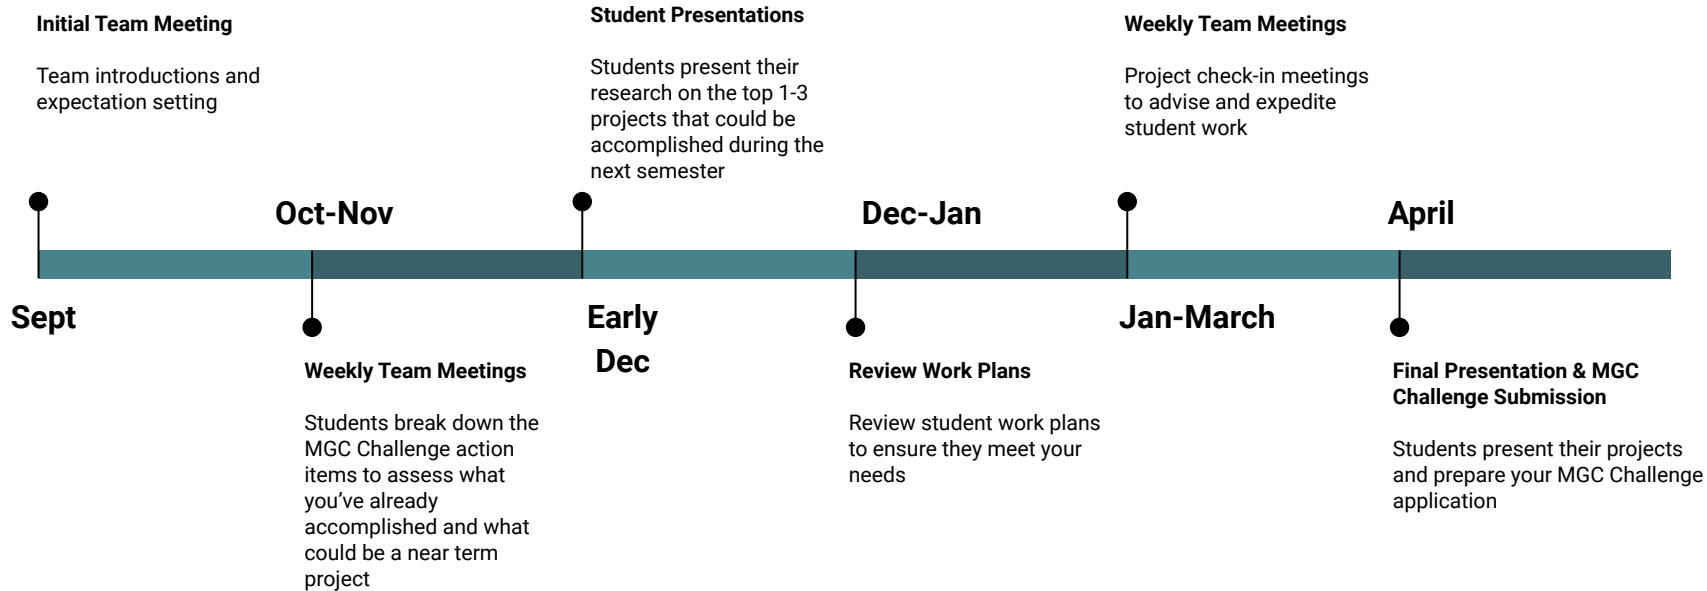 Initial Team Meeting
Team introductions and
expectation setting
Sept
Oct-Nov
Weekly Team Meetings
Students break down the
MGC Challenge action
items to assess what
you’ve already
accomplished and what
could be a near term
project
Student Presentations
Students present their
research on the top 1-3
projects that could be
accomplished during the
next semester
Early
Dec
Dec-Jan
Review Work Plans
Review student work plans
to ensure they meet your
needs
Weekly Team Meetings
Project check-in meetings
to advise and expedite
student work
Jan-March
April
Final Presentation & MGC
Challenge Submission
Students present their projects
and prepare your MGC Challenge
application